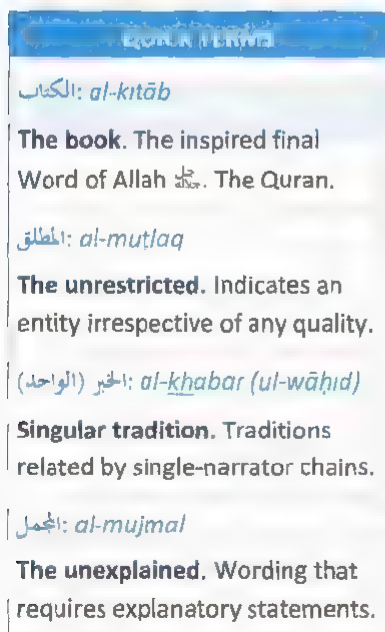 QUICK TERMS
الكتاب: al-kitāb
The book. The inspired final
Word of Allah ﷻ. The Quran.
المطلق: al-muṭlaq
The unrestricted. Indicates an
entity irrespective of any quality.
الخبر (الواحد): al-khabar (ul-wāḥid)
Singular tradition. Traditions
related by single-narrator chains.
المجمل: al-mujmal
The unexplained. Wording that
requires explanatory statements.